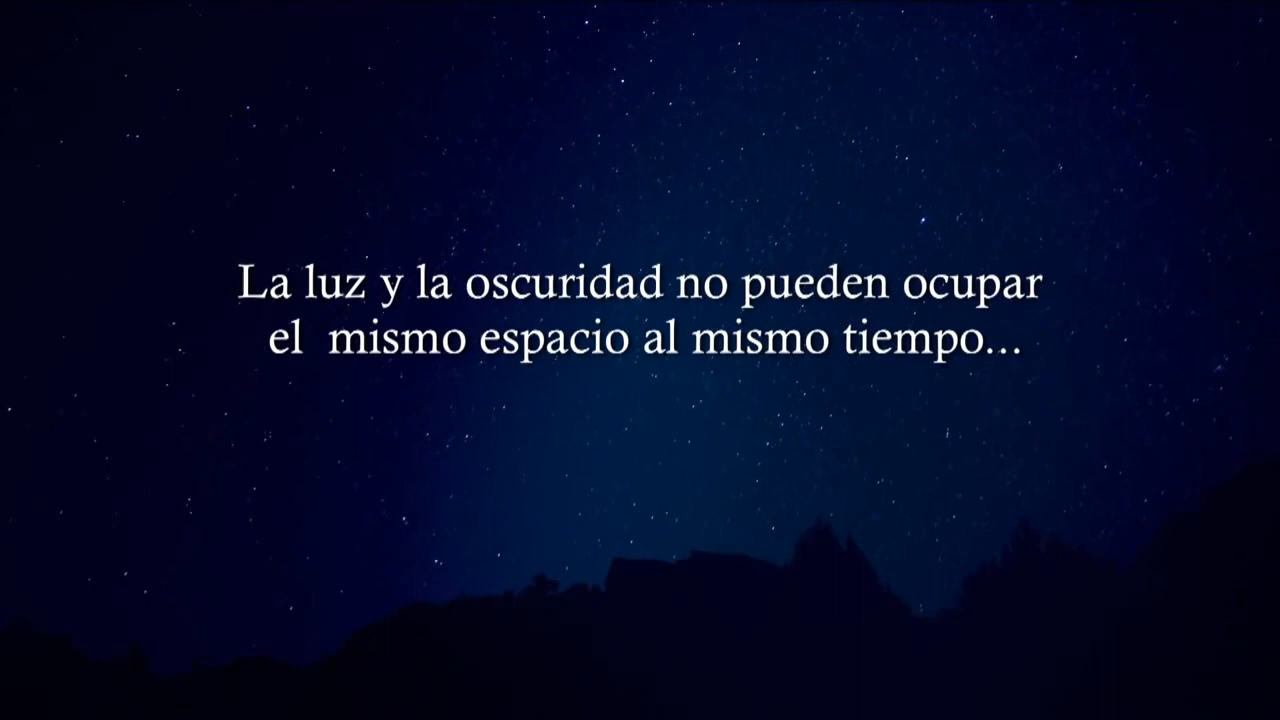 La luz y la oscuridad no pueden ocupar
el  mismo espacio al mismo tiempo...